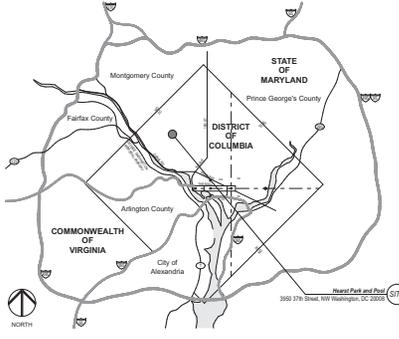 STATE
OF
MARYLAND
Montgomery County
Prince George's County
Fairfax County
DISTRICT
OF
COLUMBIA
Arlington County
COMMONWEALTH
OF
VIRGINIA
City of
Alexandria
Hearst Park and Pool
3950 37th Street, NW Washington, DC 20008
SIT
NORTH